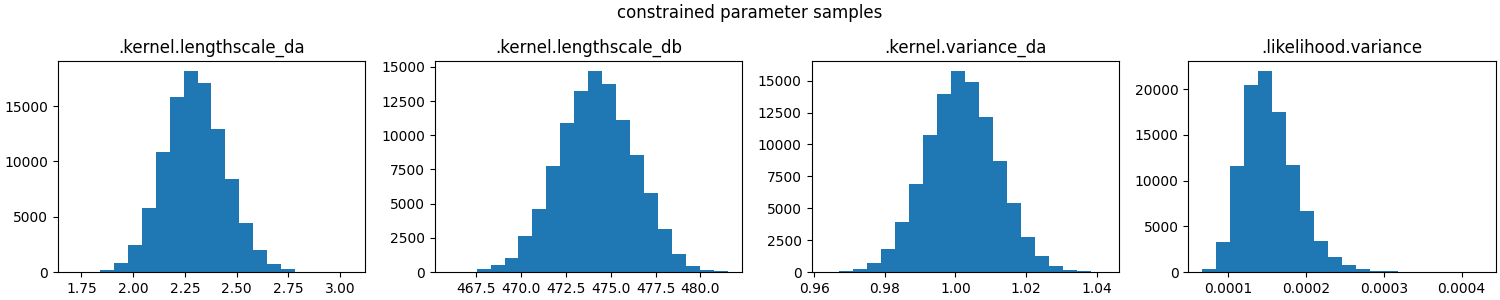 constrained parameter samples
.kernel.lengthscale_da
.kernel.lengthscale_db
.kernel.variance_da
.likelihood.variance
15000
10000
5000
0
1.75 2.00 2.25 2.50 2.75 3.00
15000
12500
10000
7500
5000
2500
0
467.5 470.0 472.5 475.0 477.5 480.0
15000
12500
10000
7500
5000
2500
0
0.96 0.98 1.00 1.02 1.04
20000
15000
10000
5000
0
0.0001 0.0002 0.0003 0.0004